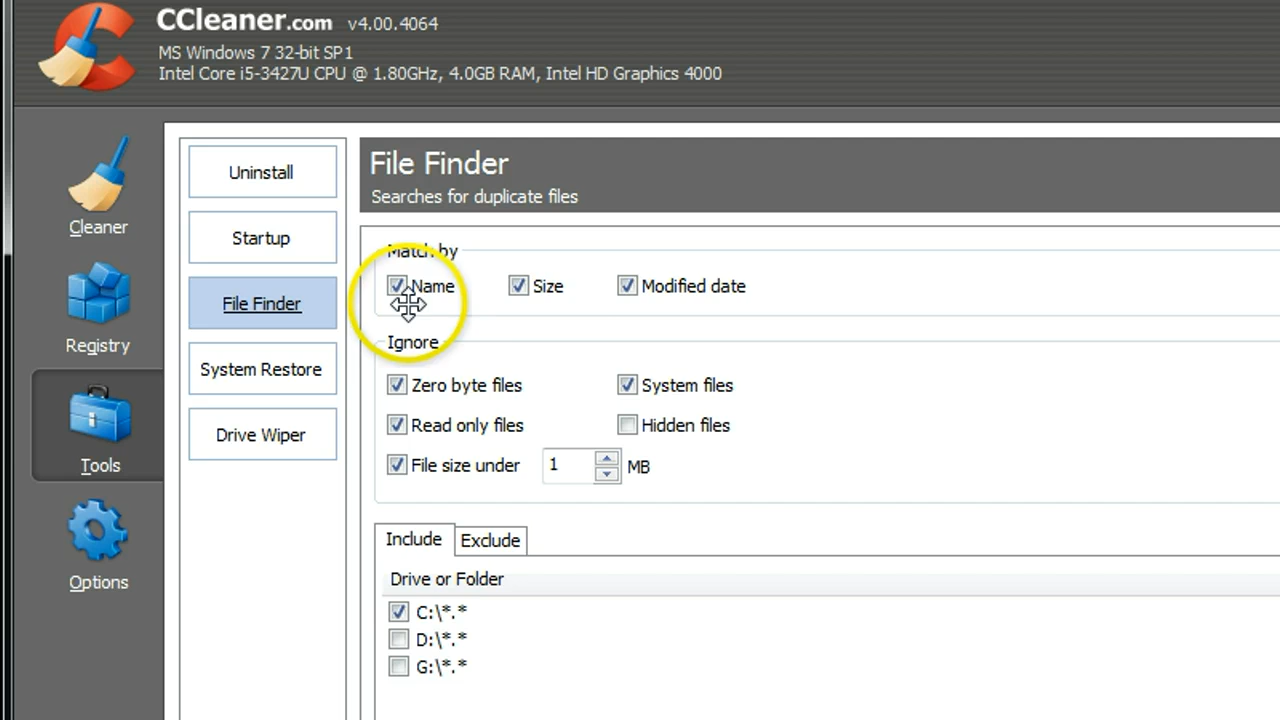 CCleaner.com v4.00.4064
MS Windows 7 32-bit SP1
Intel Core i5-3427U CPU @ 1.80GHz, 4.0GB RAM, Intel HD Graphics 4000
Cleaner
Registry
Tools
Options
Uninstall
Startup
File Finder
System Restore
Drive Wiper
File Finder
Searches for duplicate files
Match by
Name Size Modified date
Ignore
Zero byte files System files
Read only files Hidden files
File size under 1 MB
Include Exclude
Drive or Folder
C:\*.*
D:\*.*
G:\*.*